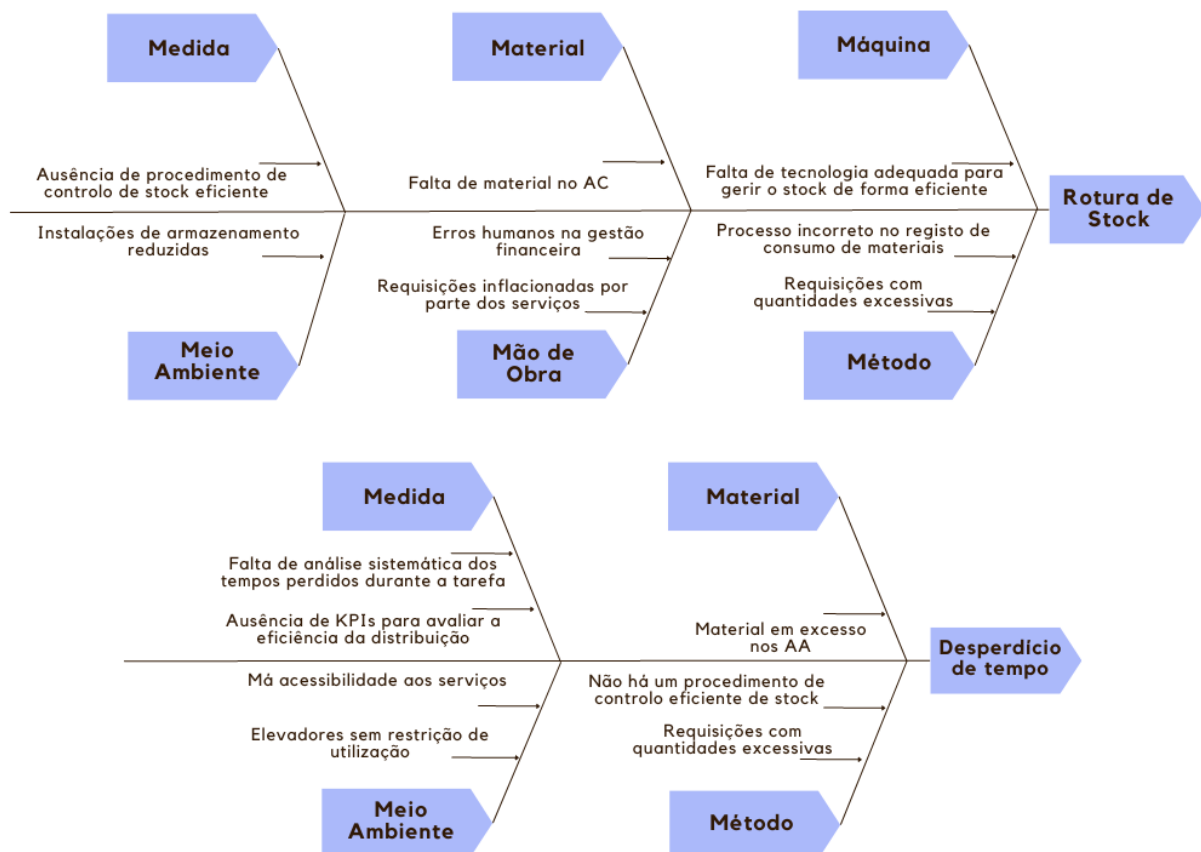 Medida
Material
Máquina
Ausência de procedimento de
controlo de stock eficiente
Falta de material no AC
Falta de tecnologia adequada para
gerir o stock de forma eficiente
Rotura de
Stock
Instalações de armazenamento
reduzidas
Erros humanos na gestão
financeira
Requisições inflacionadas por
parte dos serviços
Processo incorreto no registo de
consumo de materiais
Requisições com
quantidades excessivas
Meio
Ambiente
Mão de
Obra
Método
Medida
Material
Falta de análise sistemática dos
tempos perdidos durante a tarefa
Ausência de KPIs para avaliar a
eficiência da distribuição
Material em excesso
nos AA
Desperdício
de tempo
Má acessibilidade aos serviços
Elevadores sem restrição de
utilização
Não há um procedimento de
controlo eficiente de stock
Requisições com
quantidades excessivas
Meio
Ambiente
Método